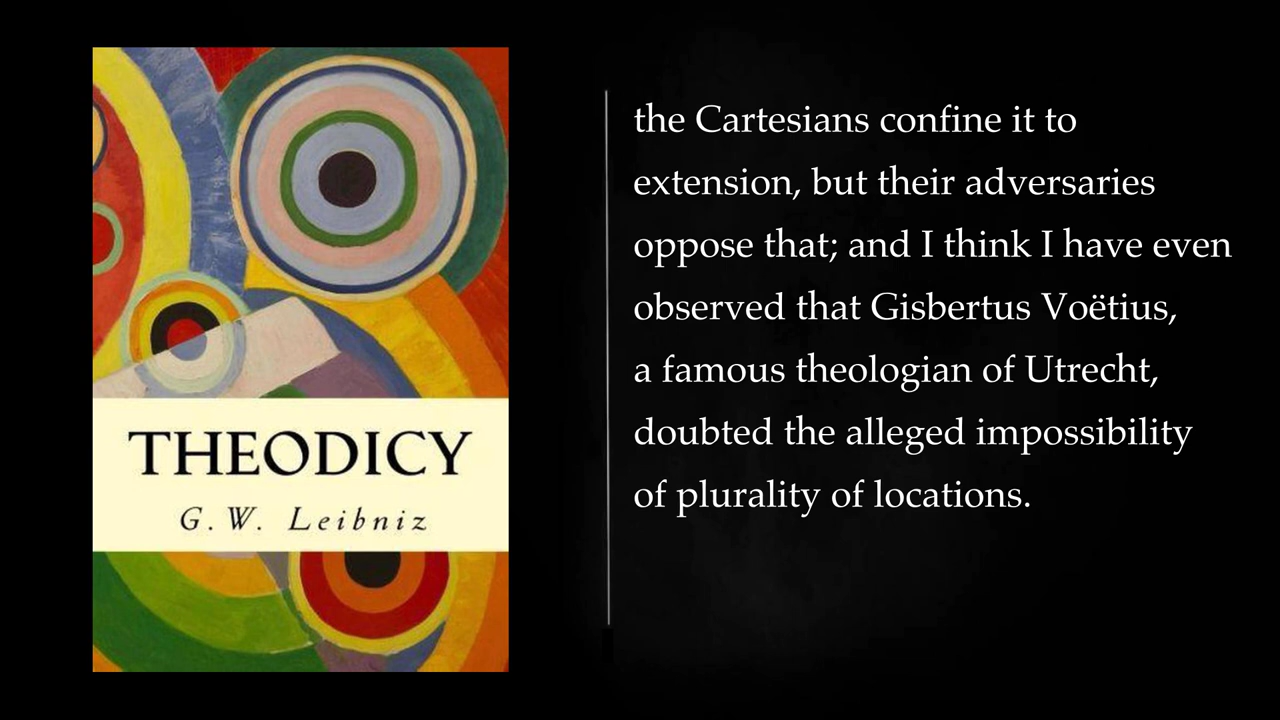 THEODICY
G.W. Leibniz
the Cartesians confine it to
extension, but their adversaries
oppose that; and I think I have even
observed that Gisbertus Voëtius,
a famous theologian of Utrecht,
doubted the alleged impossibility
of plurality of locations.